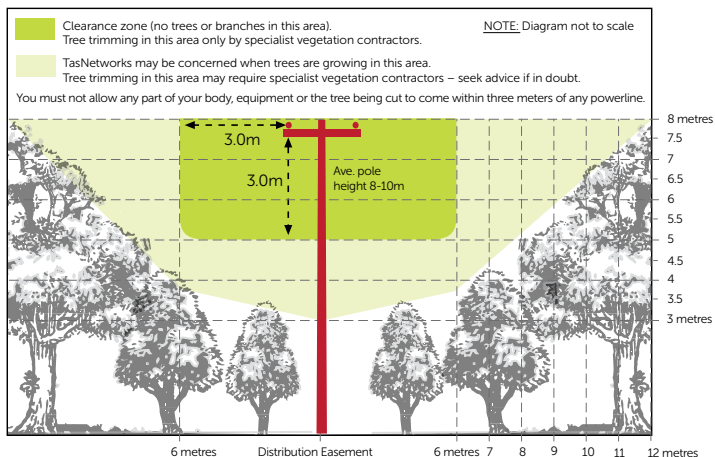 Clearance zone (no trees or branches in this area).
Tree trimming in this area only by specialist vegetation contractors.
NOTE: Diagram not to scale
TasNetworks may be concerned when trees are growing in this area.
Tree trimming in this area may require specialist vegetation contractors – seek advice if in doubt.
You must not allow any part of your body, equipment or the tree being cut to come within three meters of any powerline.
3.0m
3.0m
Ave. pole
height 8-10m
8 metres
7.5
7
6.5
6
5.5
5
4.5
4
3.5
3 metres
6 metres
Distribution Easement
6 metres
7
8
9
10
11
12 metres